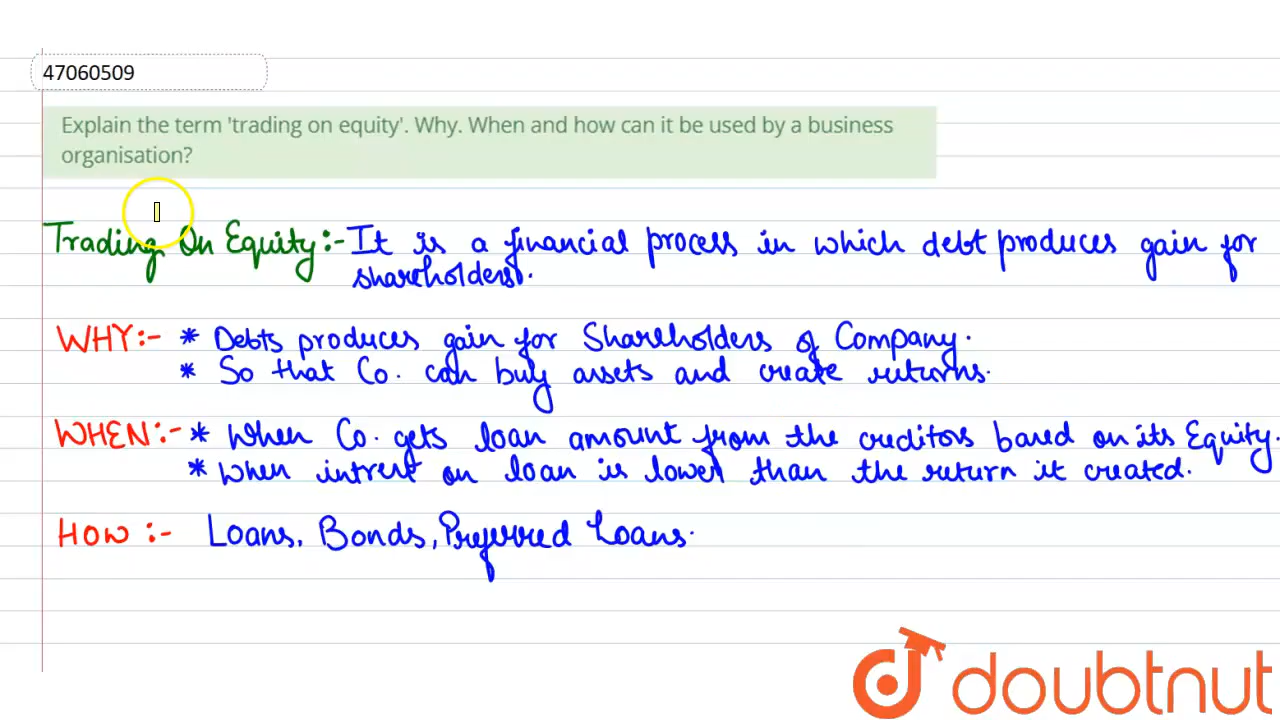 47060509
Explain the term 'trading on equity'. Why. When and how can it be used by a business
organisation?
Trading On Equity:- It is a financial process in which debt produces gain for
shareholders.
WHY:- * Debts produces gain for Shareholders of Company.
* So that Co. can buy assets and create returns.
WHEN:- * When Co. gets loan amount from the creditors based on its Equity.
* When intrest on loan is lower than the return it created.
HOW:- Loans, Bonds, Preferred Loans.
doubtnut